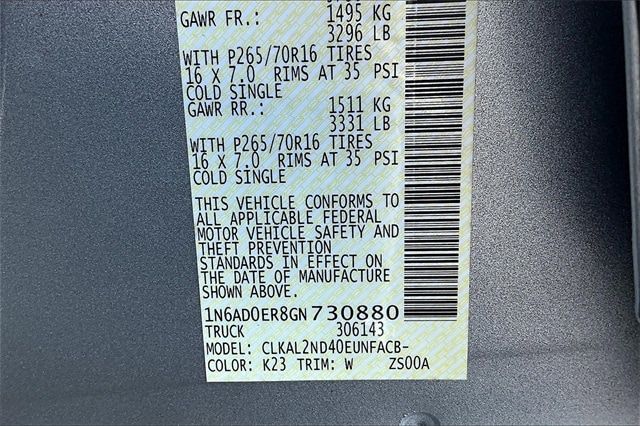 GAWR FR.: 1495 KG
3296 LB
WITH P265/70R16 TIRES
16 X 7.0 RIMS AT 35 PSI
COLD SINGLE
GAWR RR.: 1511 KG
3331 LB
WITH P265/70R16 TIRES
16 X 7.0 RIMS AT 35 PSI
COLD SINGLE
THIS VEHICLE CONFORMS TO
ALL APPLICABLE FEDERAL
MOTOR VEHICLE SAFETY AND
THEFT PREVENTION
STANDARDS IN EFFECT ON
THE DATE OF MANUFACTURE
SHOWN ABOVE.
1N6AD0ER8GN730880
TRUCK 306143
MODEL: CLKAL2ND40EUNFACB-
COLOR: K23 TRIM: W ZS00A